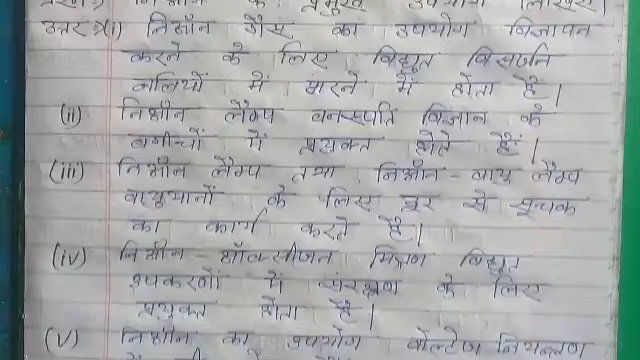 उत्तर:→(i) निऑन गैस का उपयोग विज्ञापन
करने के लिए विद्युत विसर्जन
नलियों में भरने में होता है।
(ii) निऑन लैम्प वनस्पति विज्ञान के
बगीचों में प्रयुक्त होते हैं।
(iii) निऑन लैम्प तथा निऑन-वायु लैम्प
वायुयानों के लिए दूर से सूचक
का कार्य करते हैं।
(iv) निऑन-ऑक्सीजन मिश्रण विद्युत
उपकरणों में संरक्षण के लिए
प्रयुक्त होता है।
(v) निऑन का उपयोग वोल्टेज नियन्त्रण